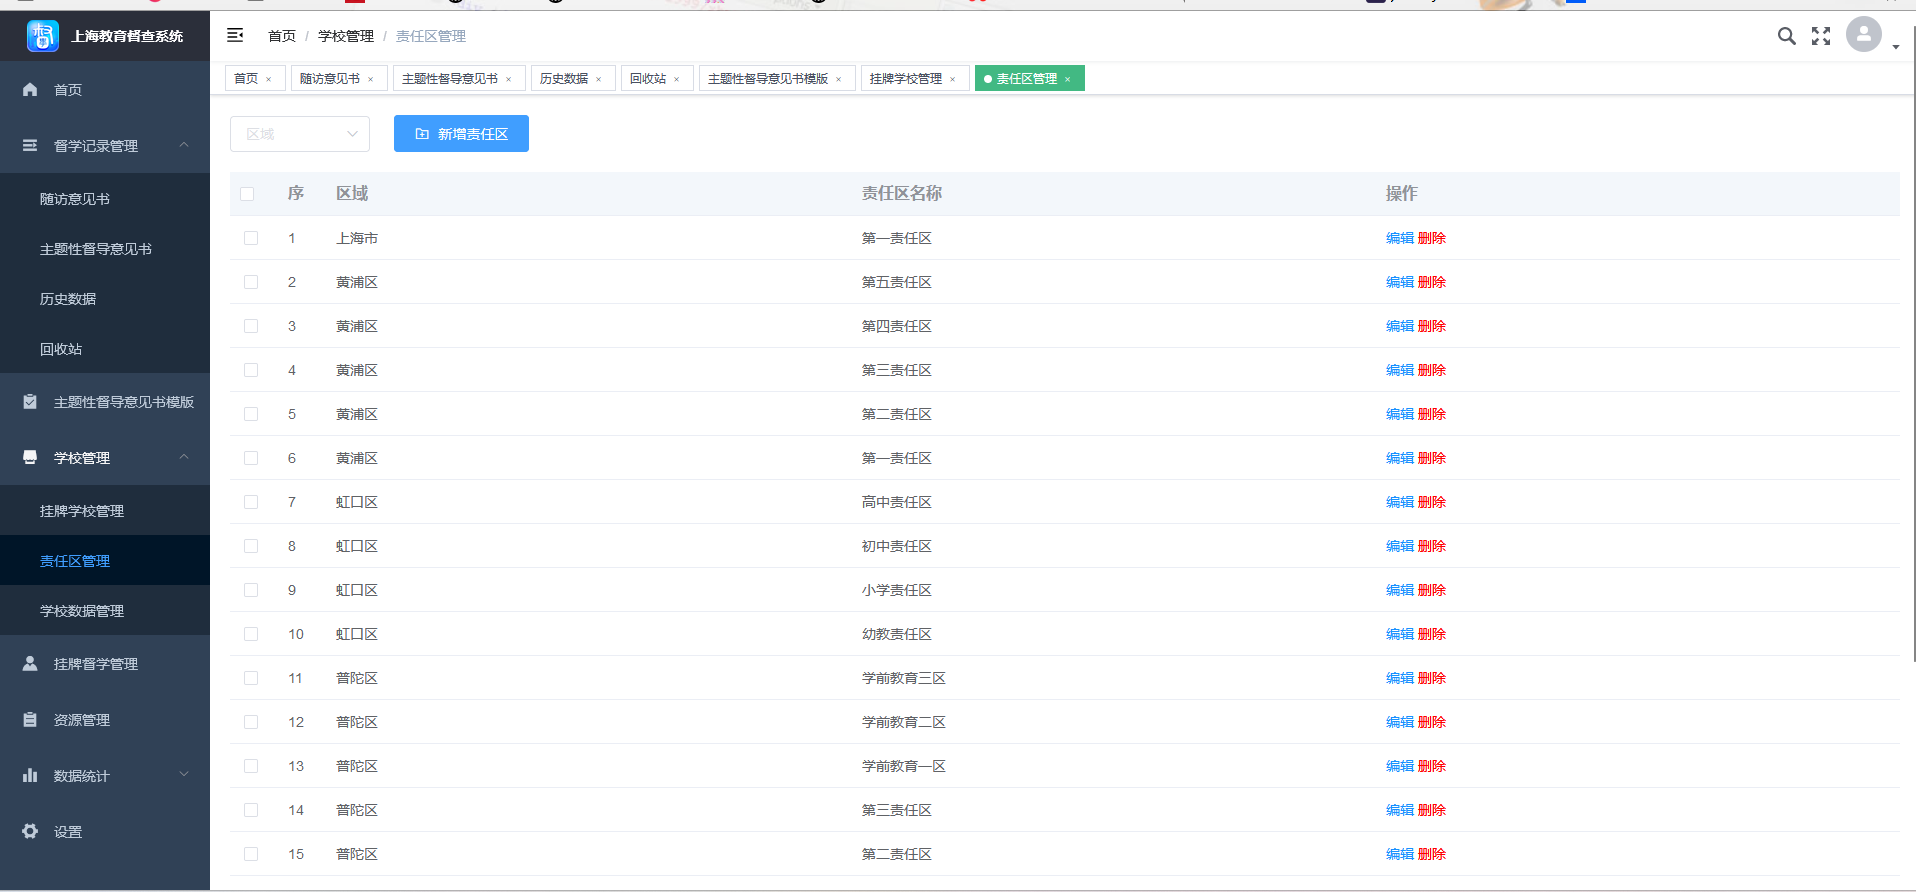 上海教育督查系统
首页 / 学校管理 / 责任区管理
首页 × 随访意见书 × 主题性督导意见书 × 历史数据 × 回收站 × 主题性督导意见书模版 × 挂牌学校管理 × 责任区管理 ×
首页
督学记录管理
随访意见书
主题性督导意见书
历史数据
回收站
主题性督导意见书模版
学校管理
挂牌学校管理
责任区管理
学校数据管理
挂牌督学管理
资源管理
数据统计
设置
区域 新增责任区
序 区域 责任区名称 操作
1 上海市 第一责任区 编辑 删除
2 黄浦区 第五责任区 编辑 删除
3 黄浦区 第四责任区 编辑 删除
4 黄浦区 第三责任区 编辑 删除
5 黄浦区 第二责任区 编辑 删除
6 黄浦区 第一责任区 编辑 删除
7 虹口区 高中责任区 编辑 删除
8 虹口区 初中责任区 编辑 删除
9 虹口区 小学责任区 编辑 删除
10 虹口区 幼教责任区 编辑 删除
11 普陀区 学前教育三区 编辑 删除
12 普陀区 学前教育二区 编辑 删除
13 普陀区 学前教育一区 编辑 删除
14 普陀区 第三责任区 编辑 删除
15 普陀区 第二责任区 编辑 删除